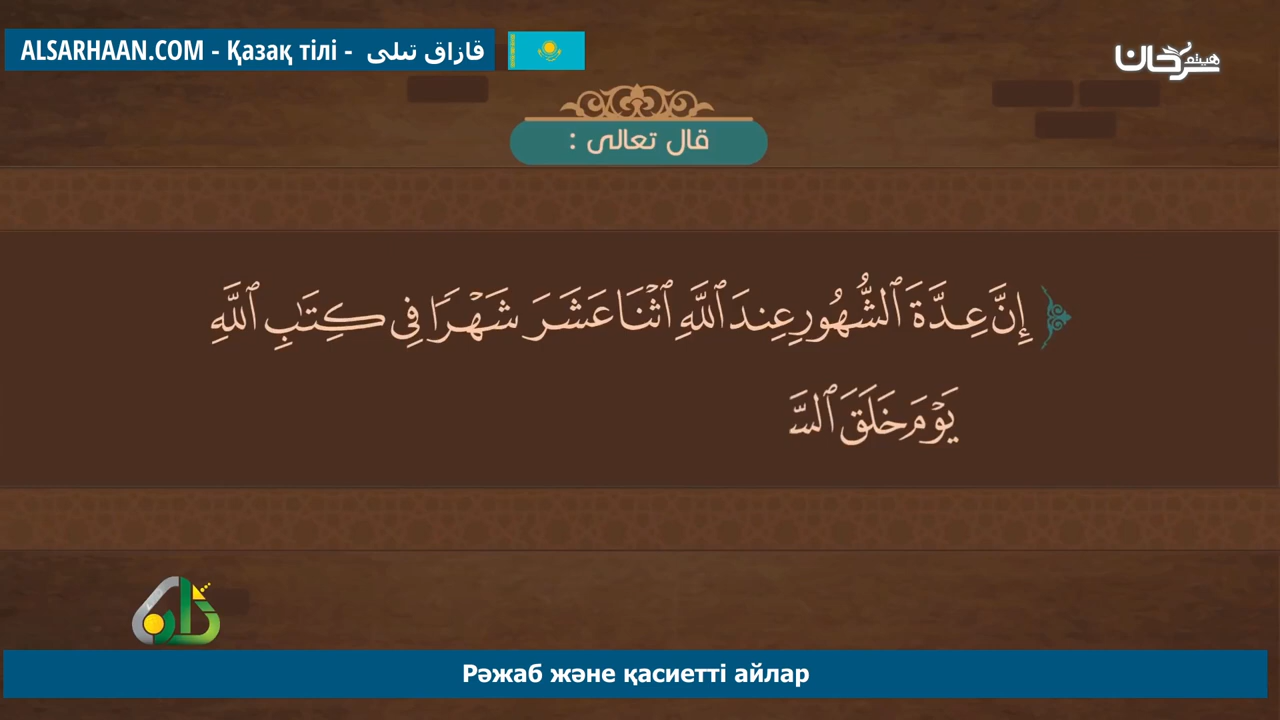 ALSARHAAN.COM - Қазақ тілі - قازاق تىلى
هيثم سرحان
قال تعالى :
إِنَّ عِدَّةَ ٱلشُّهُورِ عِندَ ٱللَّهِ ٱثْنَا عَشَرَ شَهْرًا فِى كِتَٰبِ ٱللَّهِ
يَوْمَ خَلَقَ ٱلسَّ
Рәжаб және қасиетті айлар